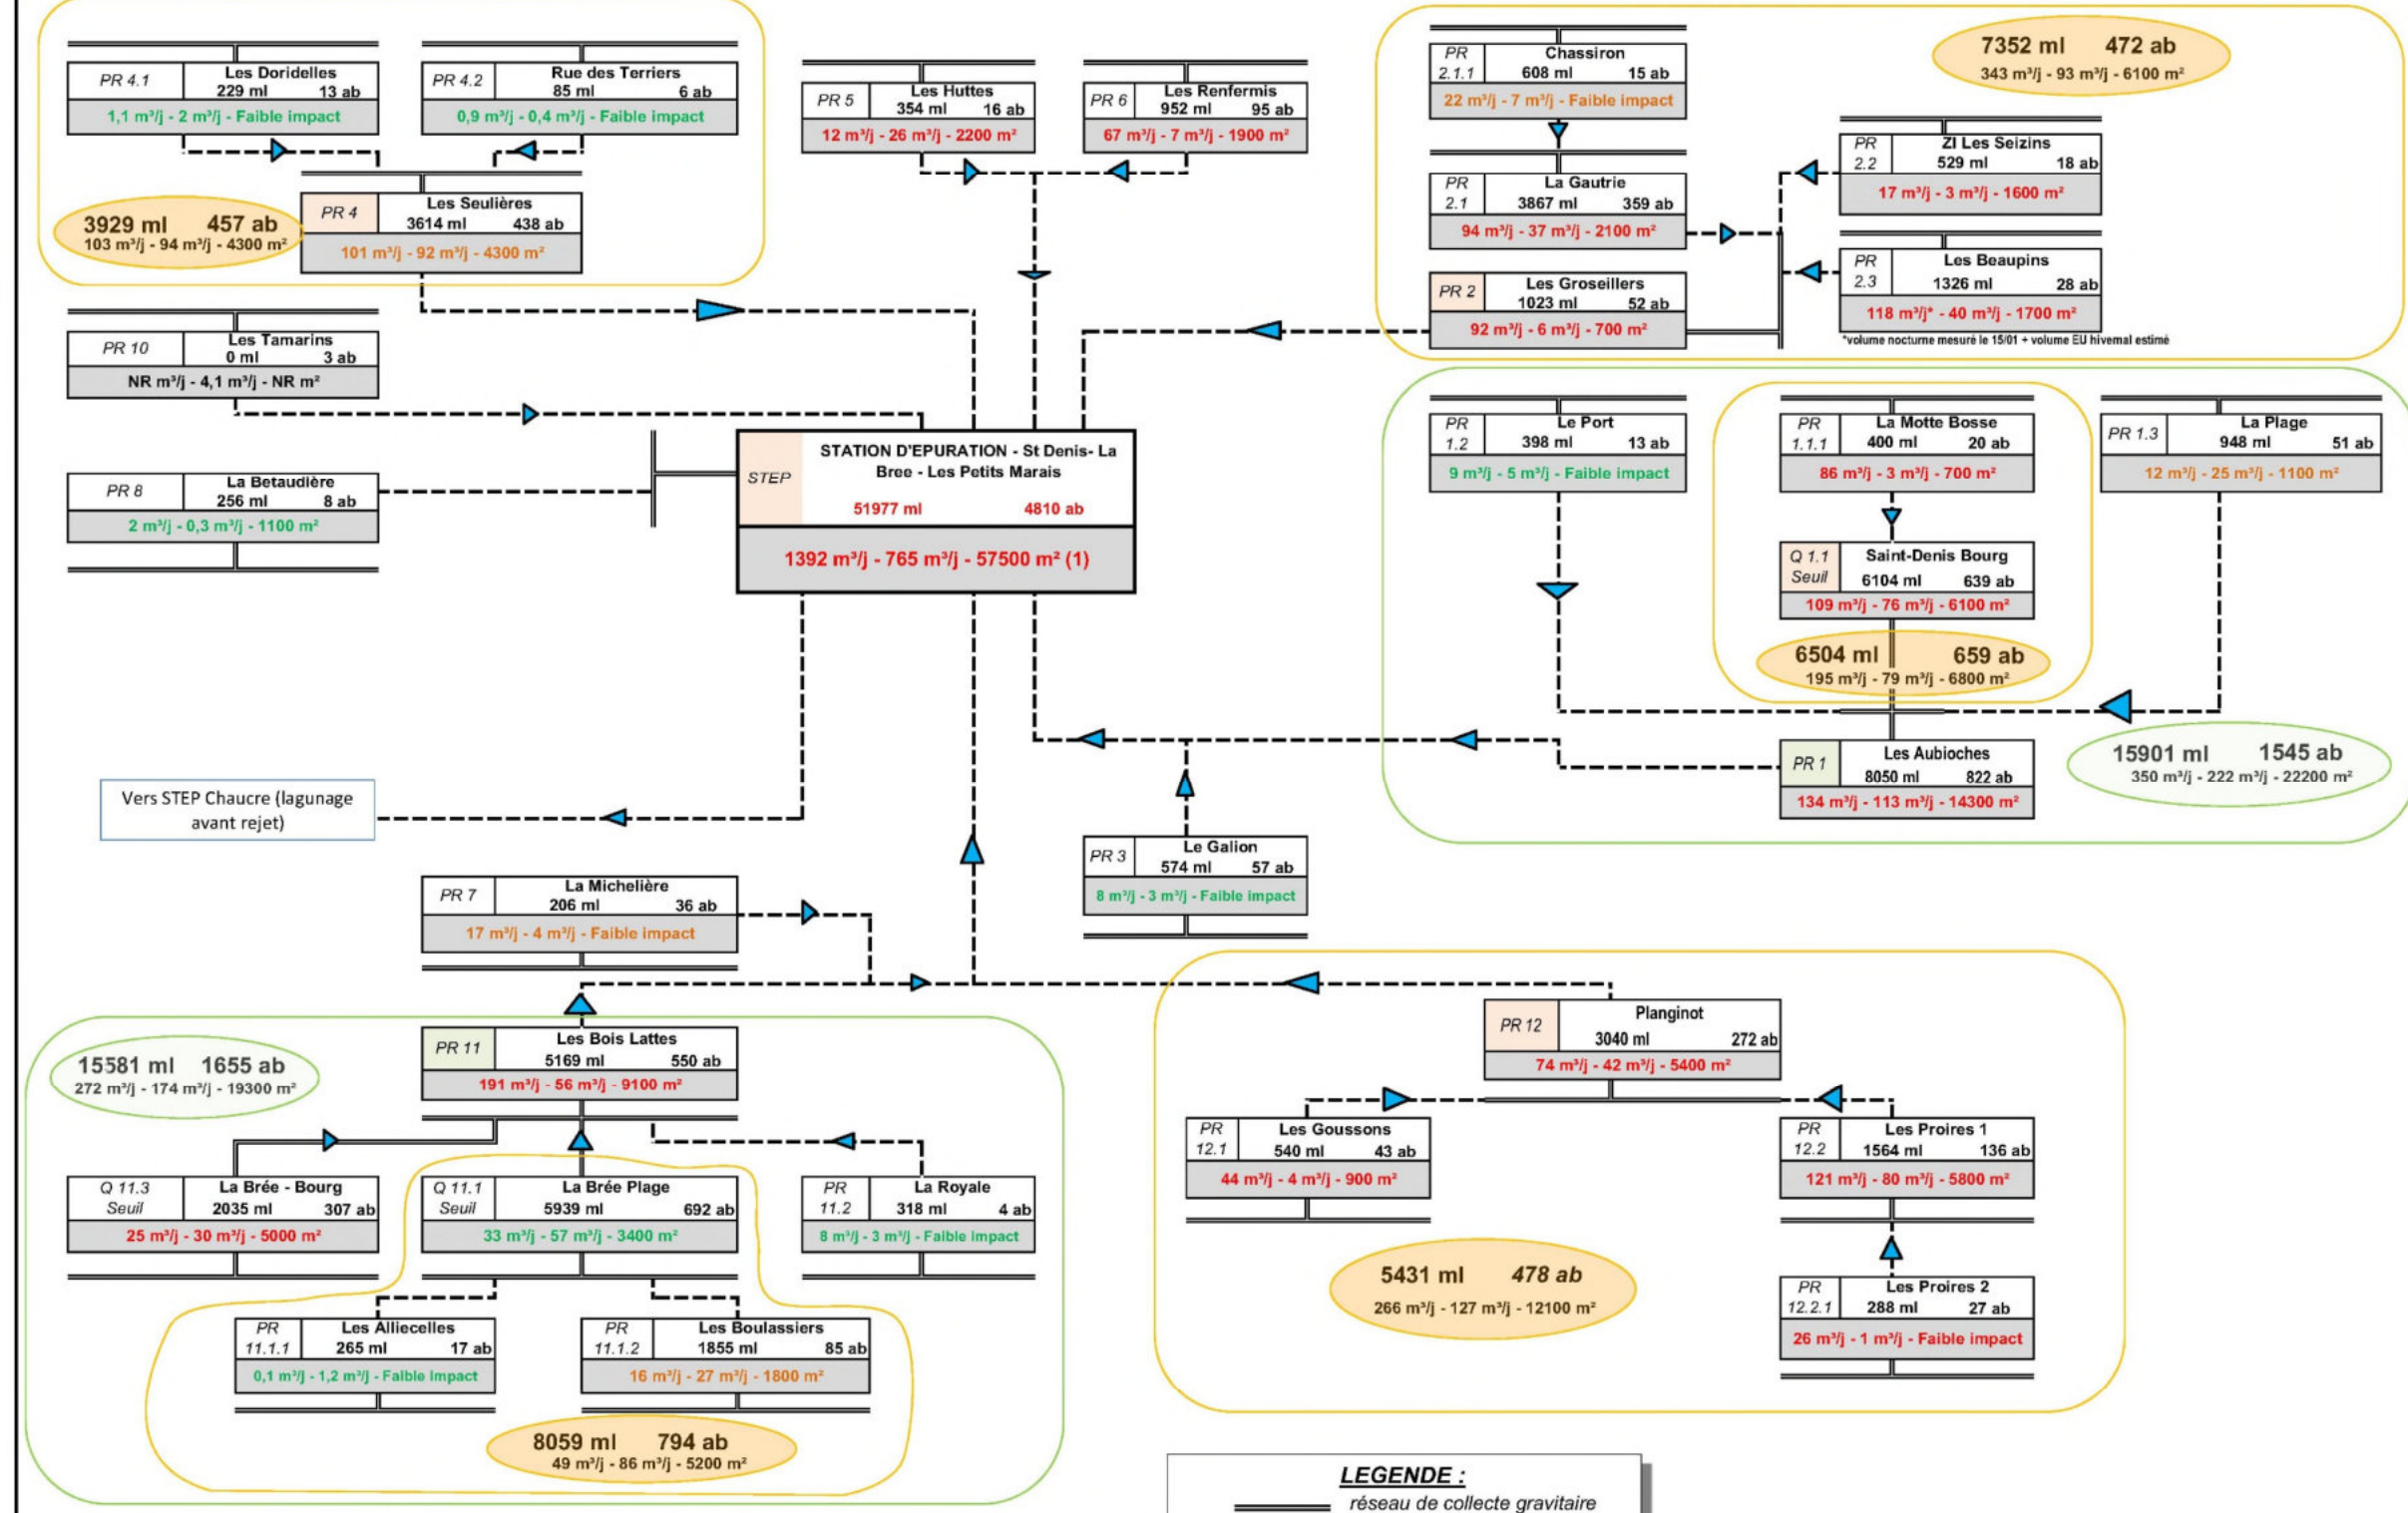 PR 4.1
Les Doridelles
229 ml 13 ab
1,1 m³/j - 2 m³/j - Faible impact
PR 4.2
Rue des Terriers
85 ml 6 ab
0,9 m³/j - 0,4 m³/j - Faible impact
PR 4
Les Seulières
3614 ml 438 ab
101 m³/j - 92 m³/j - 4300 m²
3929 ml 457 ab
103 m³/j - 94 m³/j - 4300 m²
PR 5
Les Huttes
354 ml 16 ab
12 m³/j - 26 m³/j - 2200 m²
PR 6
Les Renfermis
952 ml 95 ab
67 m³/j - 7 m³/j - 1900 m²
PR 2.1.1
Chassiron
608 ml 15 ab
22 m³/j - 7 m³/j - Faible impact
7352 ml 472 ab
343 m³/j - 93 m³/j - 6100 m²
PR 2.1
La Gautrie
3867 ml 359 ab
94 m³/j - 37 m³/j - 2100 m²
PR 2.2
ZI Les Seizins
529 ml 18 ab
17 m³/j - 3 m³/j - 1600 m²
PR 2
Les Groseillers
1023 ml 52 ab
92 m³/j - 6 m³/j - 700 m²
PR 2.3
Les Beaupins
1326 ml 28 ab
118 m³/j* - 40 m³/j - 1700 m²
*volume nocturne mesuré le 15/01 + volume EU hivernal estimé
PR 10
Les Tamarins
0 ml 3 ab
NR m³/j - 4,1 m³/j - NR m²
PR 8
La Betaudière
256 ml 8 ab
2 m³/j - 0,3 m³/j - 1100 m²
STEP
STATION D'EPURATION - St Denis- La
Bree - Les Petits Marais
51977 ml 4810 ab
1392 m³/j - 765 m³/j - 57500 m² (1)
PR 1.2
Le Port
398 ml 13 ab
9 m³/j - 5 m³/j - Faible impact
PR 1.1.1
La Motte Bosse
400 ml 20 ab
86 m³/j - 3 m³/j - 700 m²
PR 1.3
La Plage
948 ml 51 ab
12 m³/j - 25 m³/j - 1100 m²
Q 1.1
Seuil
Saint-Denis Bourg
6104 ml 639 ab
109 m³/j - 76 m³/j - 6100 m²
6504 ml 659 ab
195 m³/j - 79 m³/j - 6800 m²
PR 1
Les Aubioches
8050 ml 822 ab
134 m³/j - 113 m³/j - 14300 m²
15901 ml 1545 ab
350 m³/j - 222 m³/j - 22200 m²
Vers STEP Chaucre (lagunage
avant rejet)
PR 3
Le Galion
574 ml 57 ab
8 m³/j - 3 m³/j - Faible impact
PR 7
La Michelière
206 ml 36 ab
17 m³/j - 4 m³/j - Faible impact
15581 ml 1655 ab
272 m³/j - 174 m³/j - 19300 m²
PR 11
Les Bois Lattes
5169 ml 550 ab
191 m³/j - 56 m³/j - 9100 m²
Q 11.3
Seuil
La Brée - Bourg
2035 ml 307 ab
25 m³/j - 30 m³/j - 5000 m²
Q 11.1
Seuil
La Brée Plage
5939 ml 692 ab
33 m³/j - 57 m³/j - 3400 m²
PR 11.2
La Royale
318 ml 4 ab
8 m³/j - 3 m³/j - Faible impact
PR 11.1.1
Les Alliecelles
265 ml 17 ab
0,1 m³/j - 1,2 m³/j - Faible impact
PR 11.1.2
Les Boulassiers
1855 ml 85 ab
16 m³/j - 27 m³/j - 1800 m²
8059 ml 794 ab
49 m³/j - 86 m³/j - 5200 m²
PR 12
Planginot
3040 ml 272 ab
74 m³/j - 42 m³/j - 5400 m²
PR 12.1
Les Goussons
540 ml 43 ab
44 m³/j - 4 m³/j - 900 m²
PR 12.2
Les Proires 1
1564 ml 136 ab
121 m³/j - 80 m³/j - 5800 m²
5431 ml 478 ab
266 m³/j - 127 m³/j - 12100 m²
PR 12.2.1
Les Proires 2
288 ml 27 ab
26 m³/j - 1 m³/j - Faible impact
LEGENDE :
réseau de collecte gravitaire